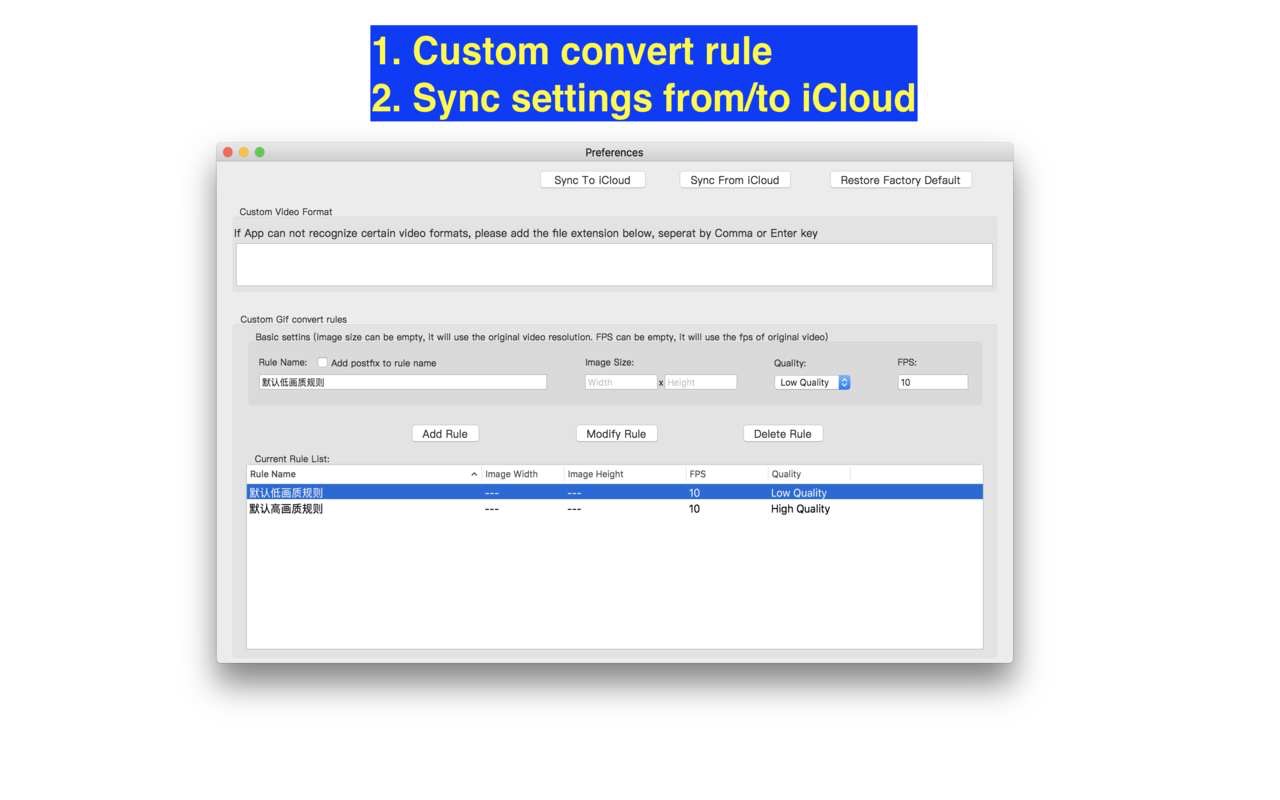 1. Custom convert rule
2. Sync settings from/to iCloud
Preferences
Sync To iCloud Sync From iCloud Restore Factory Default
Custom Video Format
If App can not recognize certain video formats, please add the file extension below, seperat by Comma or Enter key
Custom Gif convert rules
Basic settins (image size can be empty, it will use the original video resolution. FPS can be empty, it will use the fps of original video)
Rule Name: Add postfix to rule name Image Size: Quality: FPS:
默认低画质规则 Width x Height Low Quality 10
Add Rule Modify Rule Delete Rule
Current Rule List:
Rule Name Image Width Image Height FPS Quality
默认低画质规则 --- --- 10 Low Quality
默认高画质规则 --- --- 10 High Quality